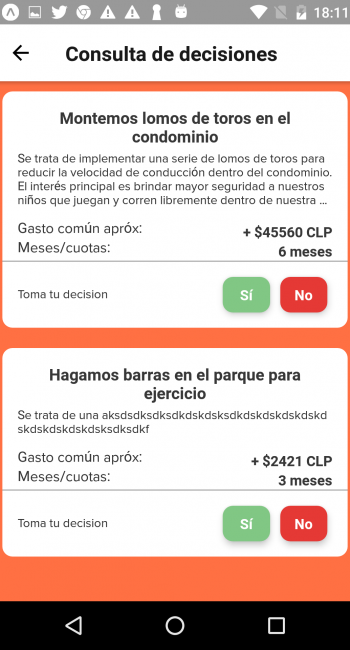 18:11
Consulta de decisiones
Montemos lomos de toros en el
condominio
Se trata de implementar una serie de lomos de toros para
reducir la velocidad de conducción dentro del condominio.
El interés principal es brindar mayor seguridad a nuestros
niños que juegan y corren libremente dentro de nuestra ...
Gasto común apróx:
+ $45560 CLP
Meses/cuotas:
6 meses
Toma tu decision
Sí
No
Hagamos barras en el parque para
ejercicio
Se trata de una aksdsdksdksdkdskdsksdkdskdskdskdskd
skdskdskdskdskdsksdksdkf
Gasto común apróx:
+ $2421 CLP
Meses/cuotas:
3 meses
Toma tu decision
Sí
No